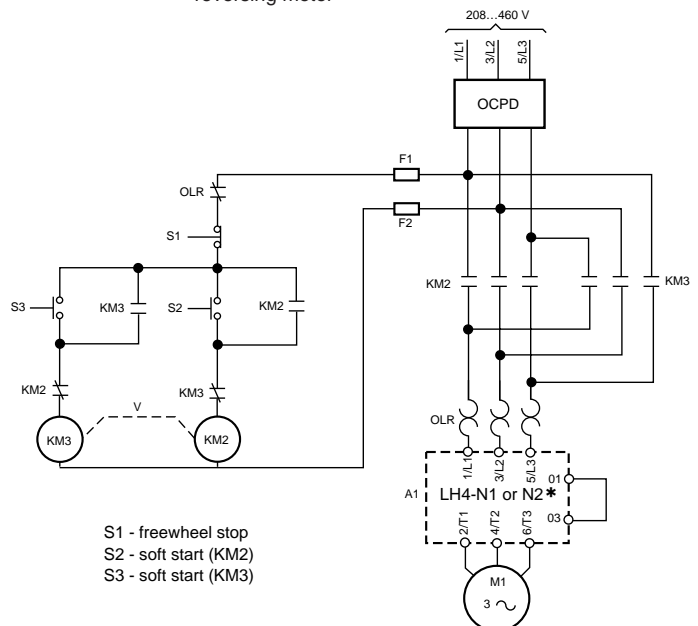 reversing motor
208...460 V
1/L1
3/L2
5/L3
OCPD
F1
OLR
F2
S1
KM2
KM3
S3
KM3
S2
KM2
KM2
KM3
V
KM3
KM2
OLR
1/L1
3/L2
5/L3
01
A1
LH4-N1 or N2*
03
2/T1
4/T2
6/T3
S1 - freewheel stop
S2 - soft start (KM2)
S3 - soft start (KM3)
M1
3